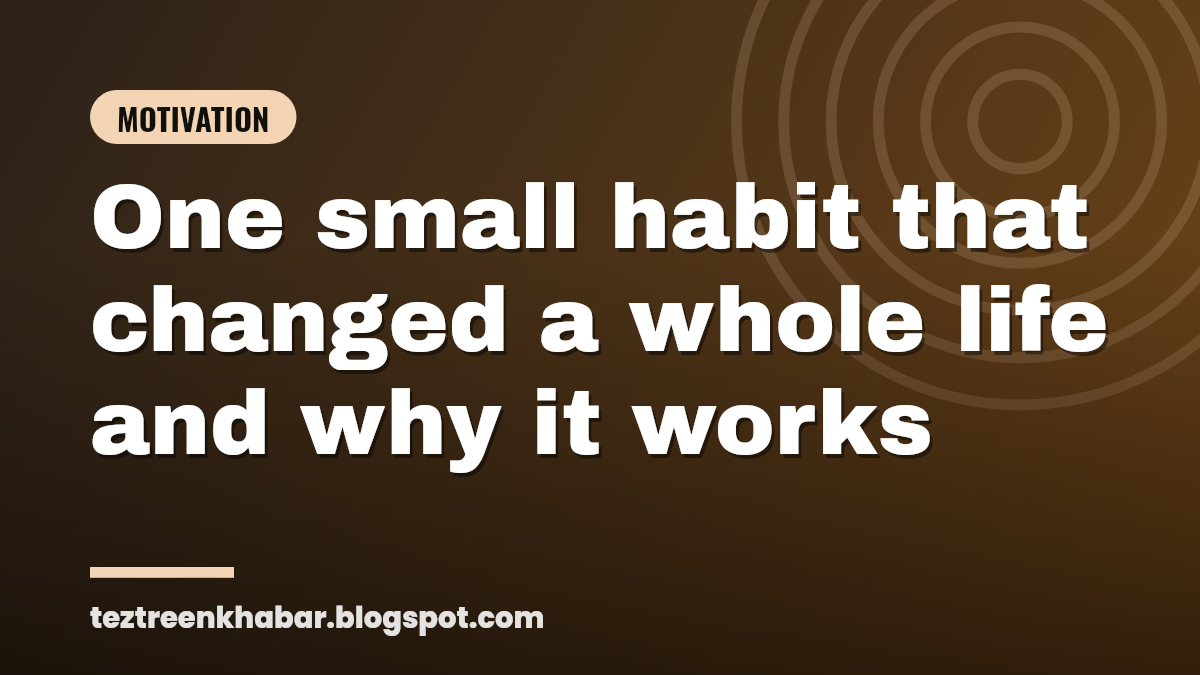 MOTIVATION
One small habit that
changed a whole life
and why it works
teztreenkhabar.blogspot.com